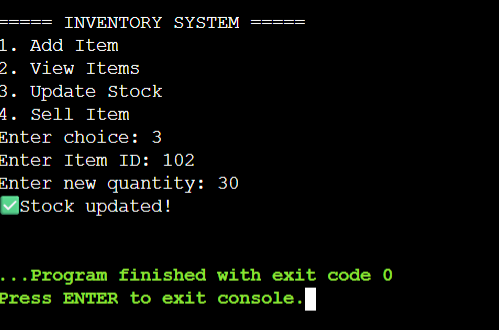 ===== INVENTORY SYSTEM =====
1. Add Item
2. View Items
3. Update Stock
4. Sell Item
Enter choice: 3
Enter Item ID: 102
Enter new quantity: 30
✅Stock updated!
...Program finished with exit code 0
Press ENTER to exit console.